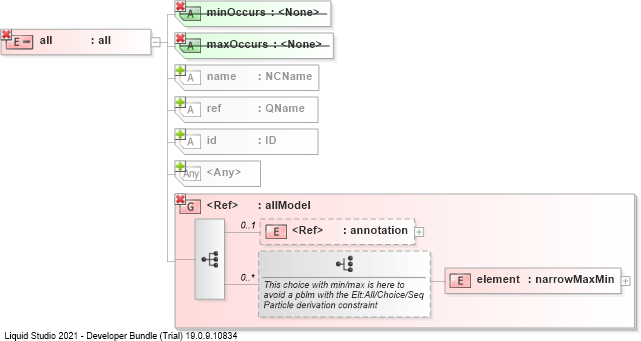 A minOccurs : <None>
E all : all
A maxOccurs : <None>
A name : NCName
A ref : QName
A id : ID
Any <Any>
G <Ref> : allModel
0..1 E <Ref> : annotation
0..*
This choice with min/max is here to
avoid a pblm with the Elt:All/Choice/Seq
Particle derivation constraint
E element : narrowMaxMin
Liquid Studio 2021 - Developer Bundle (Trial) 19.0.9.10834